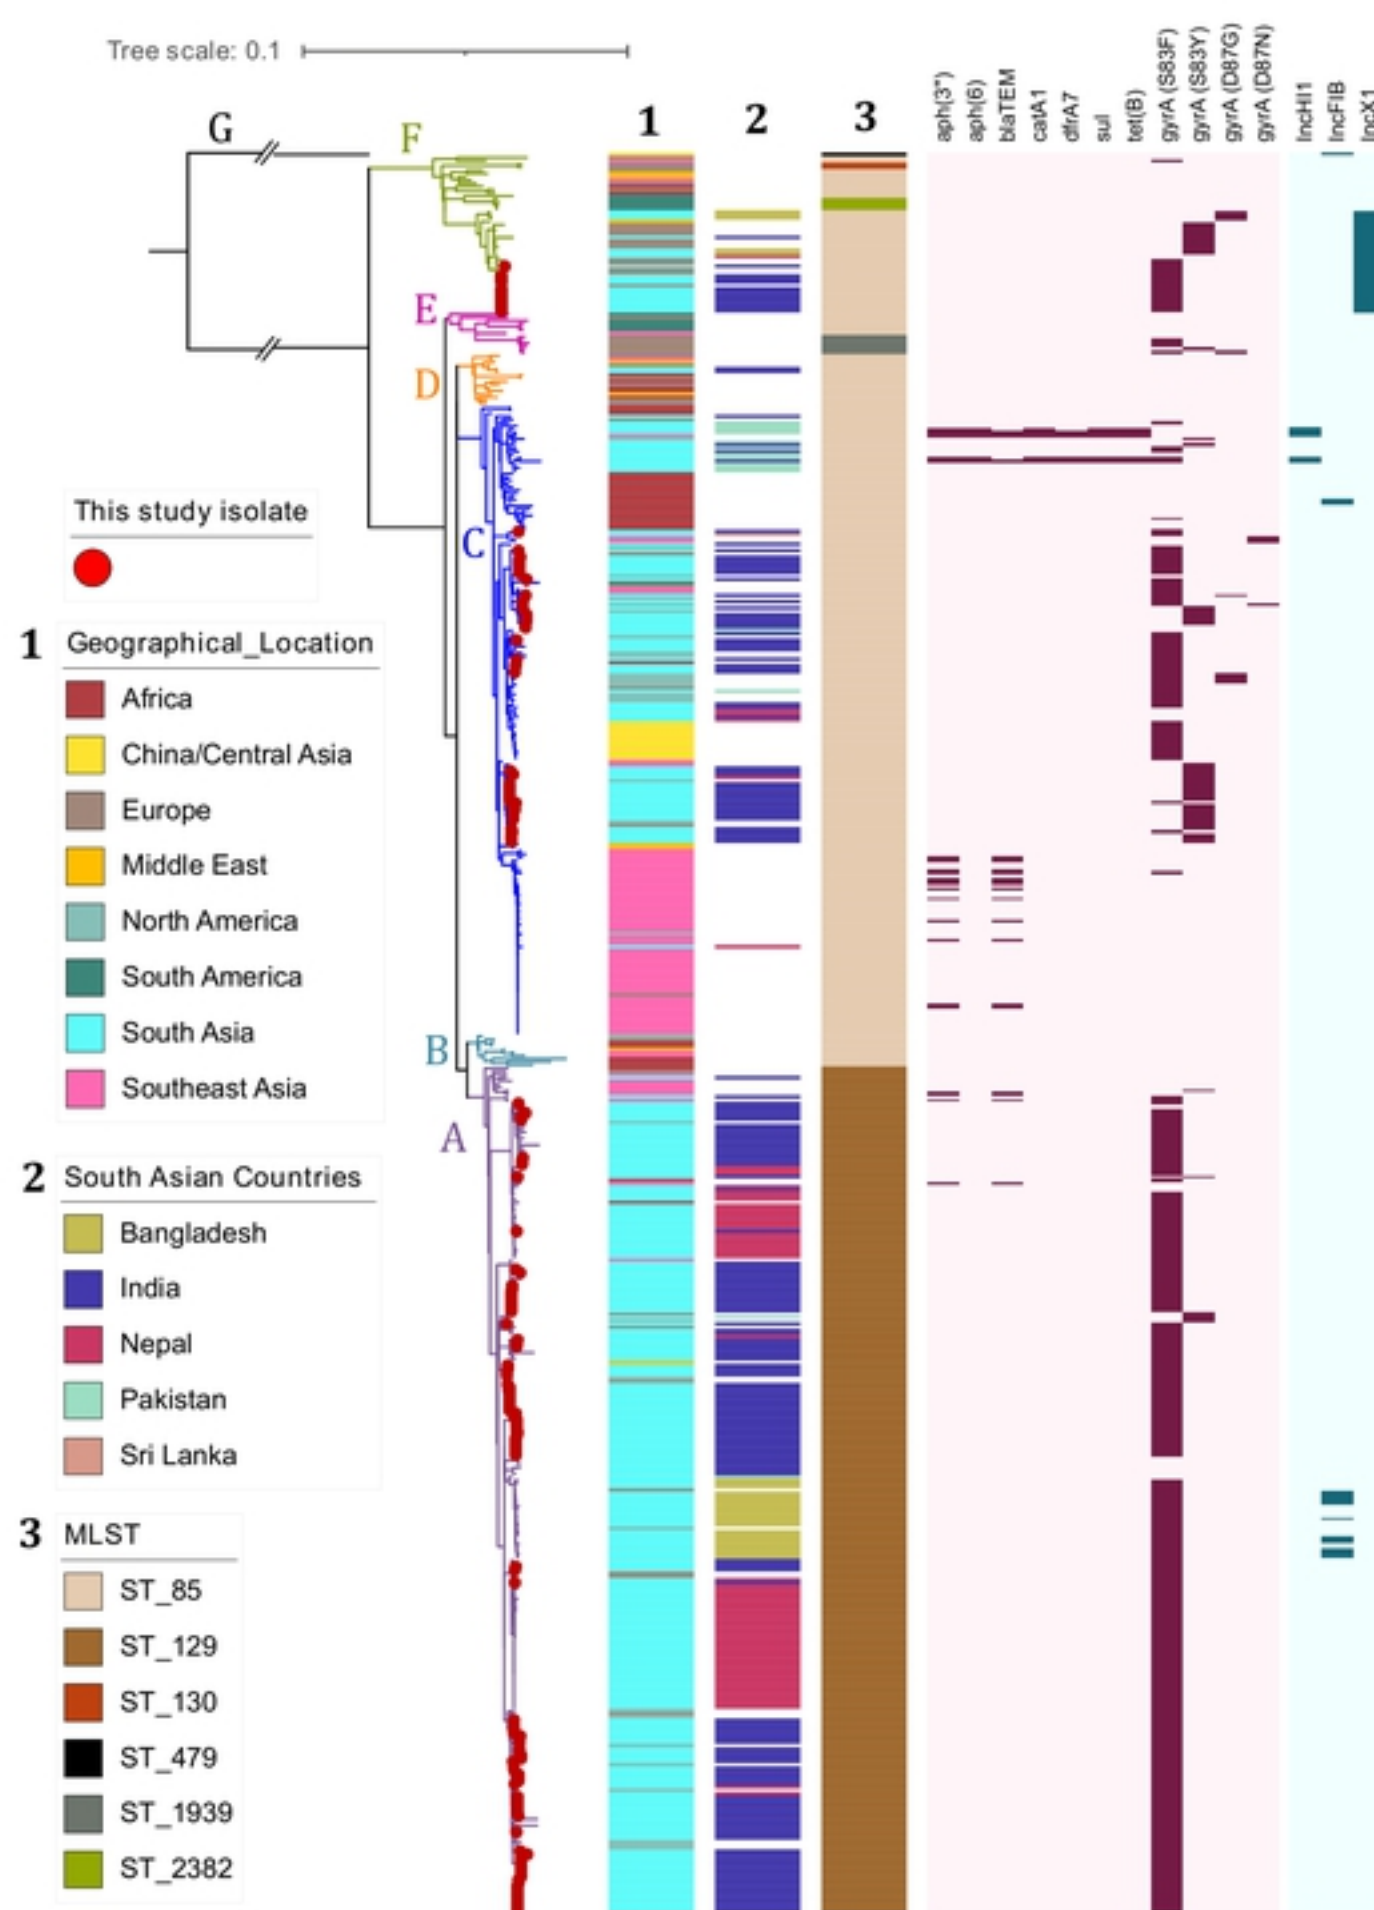 Tree scale: 0.1
aph(3")
aph(6)
blaTEM
catA1
dfrA7
sul
tet(B)
gyrA (S83F)
gyrA (S83Y)
gyrA (D87G)
gyrA (D87N)
IncHI1
IncFIB
IncX1
1
2
3
G
F
E
D
C
B
A
This study isolate
1 Geographical_Location
Africa
China/Central Asia
Europe
Middle East
North America
South America
South Asia
Southeast Asia
2 South Asian Countries
Bangladesh
India
Nepal
Pakistan
Sri Lanka
3 MLST
ST_85
ST_129
ST_130
ST_479
ST_1939
ST_2382